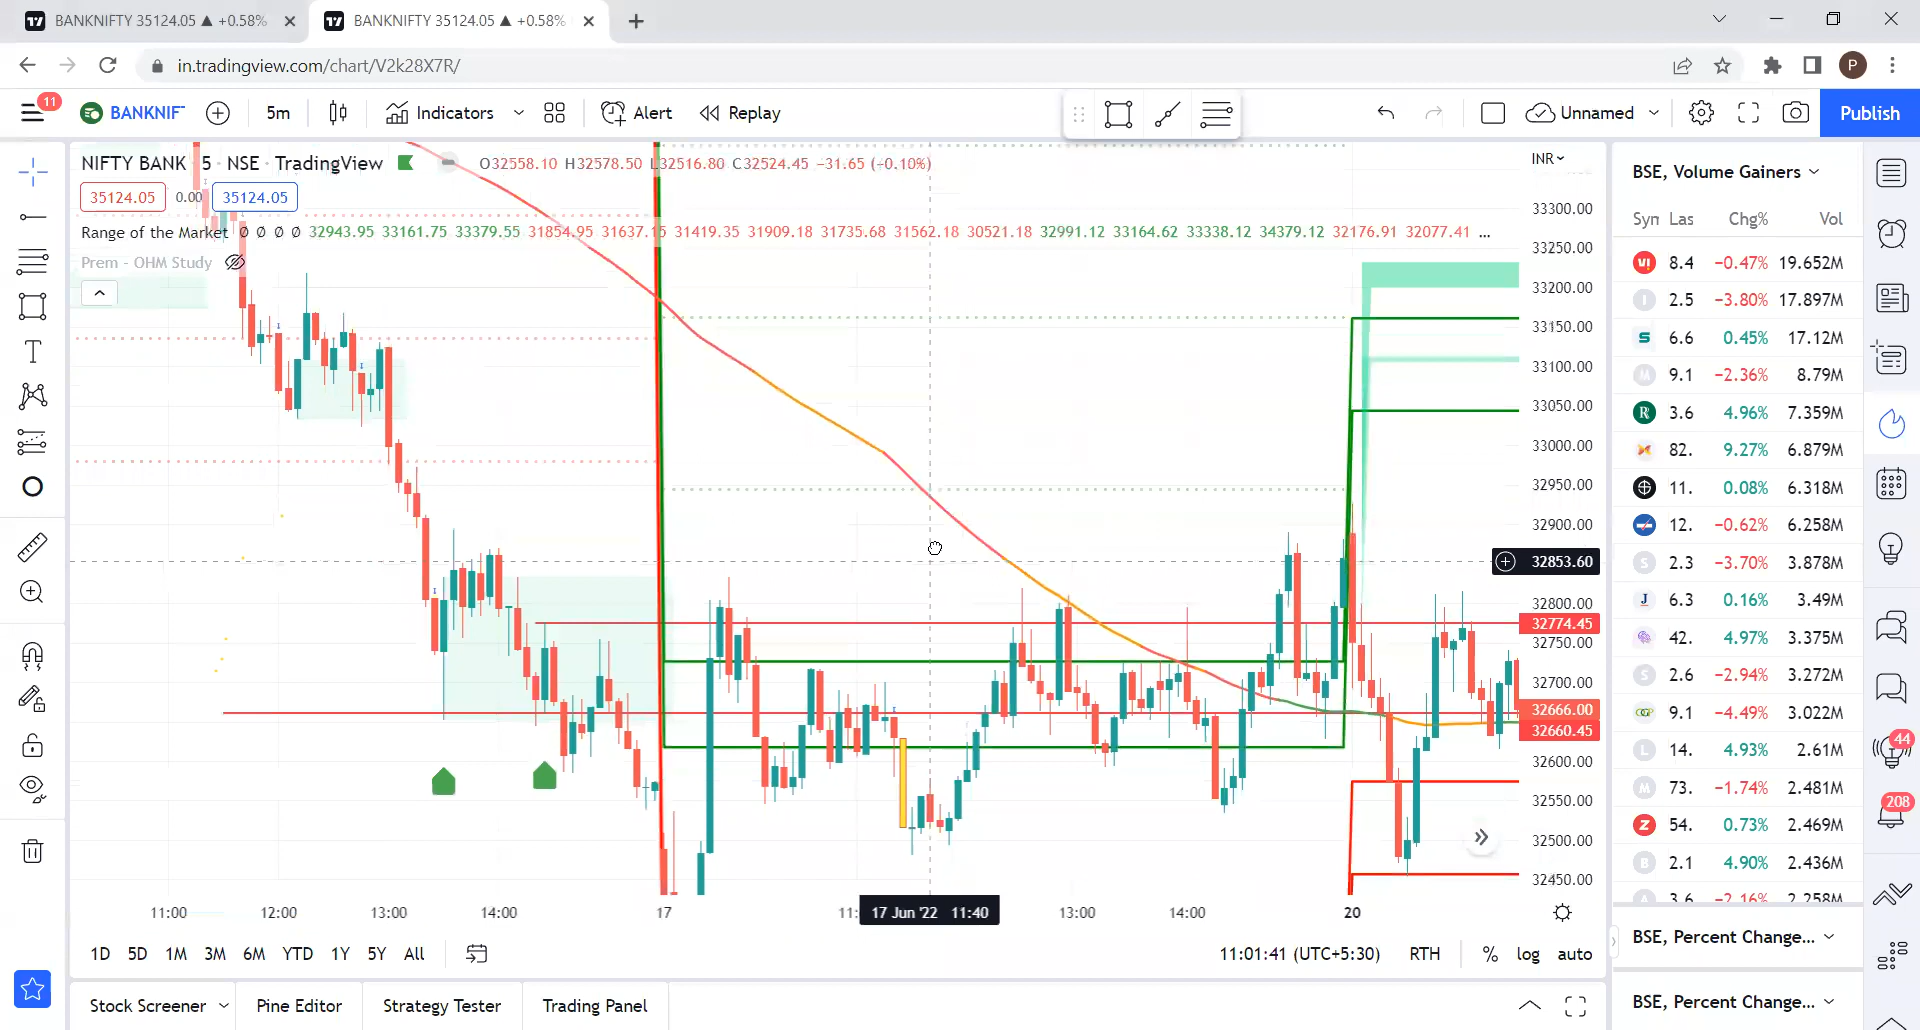 BANKNIFTY 35124.05 ▲ +0.58%
BANKNIFTY 35124.05 ▲ +0.58%
in.tradingview.com/chart/V2k28X7R/
P
11
BANKNIF
5m
Indicators
Alert
Replay
Unnamed
Publish
NIFTY BANK · 5 · NSE · TradingView
O32558.10 H32578.50 L32516.80 C32524.45 −31.65 (−0.10%)
INR
35124.05 0.00 35124.05
Range of the Market Ø Ø Ø Ø 32943.95 33161.75 33379.55 31854.95 31637.15 31419.35 31909.18 31735.68 31562.18 30521.18 32991.12 33164.62 33338.12 34379.12 32176.91 32077.41 ...
Prem - OHM Study
33300.00
33250.00
33200.00
33150.00
33100.00
33050.00
33000.00
32950.00
32900.00
32853.60
32800.00
32774.45
32750.00
32700.00
32666.00
32660.45
32600.00
32550.00
32500.00
32450.00
11:00 12:00 13:00 14:00 17 11: 17 Jun '22 11:40 13:00 14:00 20
1D 5D 1M 3M 6M YTD 1Y 5Y All
11:01:41 (UTC+5:30) RTH % log auto
Stock Screener Pine Editor Strategy Tester Trading Panel
BSE, Volume Gainers
Las Chg% Vol
8.4 −0.47% 19.652M
2.5 −3.80% 17.897M
6.6 0.45% 17.12M
9.1 −2.36% 8.79M
3.6 4.96% 7.359M
82. 9.27% 6.879M
11. 0.08% 6.318M
12. −0.62% 6.258M
2.3 −3.70% 3.878M
6.3 0.16% 3.49M
42. 4.97% 3.375M
2.6 −2.94% 3.272M
9.1 −4.49% 3.022M
14. 4.93% 2.61M
73. −1.74% 2.481M
54. 0.73% 2.469M
2.1 4.90% 2.436M
3.6 −2.16% 2.258M
BSE, Percent Change...
BSE, Percent Change...
44
208